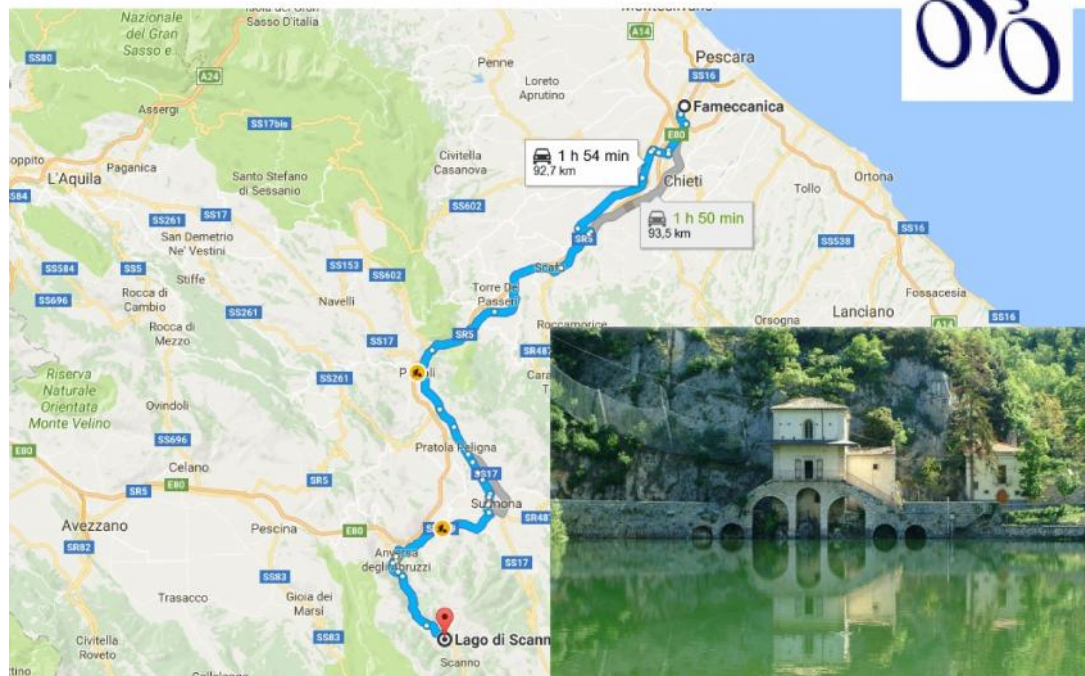 Nazionale
del Gran
Sasso e...
Sasso D'Italia
SS80
A24
A14
Pescara
SS16
Penne
Loreto
Aprutino
Fameccanica
E80
Assergi
SS17bis
Paganica
L'Aquila
SS584
Santo Stefano
di Sessanio
Civitella
Casanova
1 h 54 min
92,7 km
Chieti
Tollo
Ortona
1 h 50 min
93,5 km
SS16
SS538
SS602
SS261
SS17
San Demetrio
Ne' Vestini
SS153
SS602
SR5
SS584
SS5
Stiffe
SS696
Rocca di
Cambio
Navelli
Torre De
Passeri
SS261
Fossacesia
Lanciano
SS16
A14
Rocca di
Mezzo
SS17
SR5
Roccamorice
Orsogna
SR487
Riserva
Naturale
Orientata
Monte Velino
SS261
Ovindoli
SS696
Pratola Peligna
E80
Celano
SR5
SS17
SR5
E80
Sulmona
SR487
Avezzano
Pescina
E80
SR82
Anversa
degli Abruzzi
SS17
SS83
Trasacco
Gioia dei
Marsi
SS83
Civitella
Roveto
Lago di Scann
Scanno